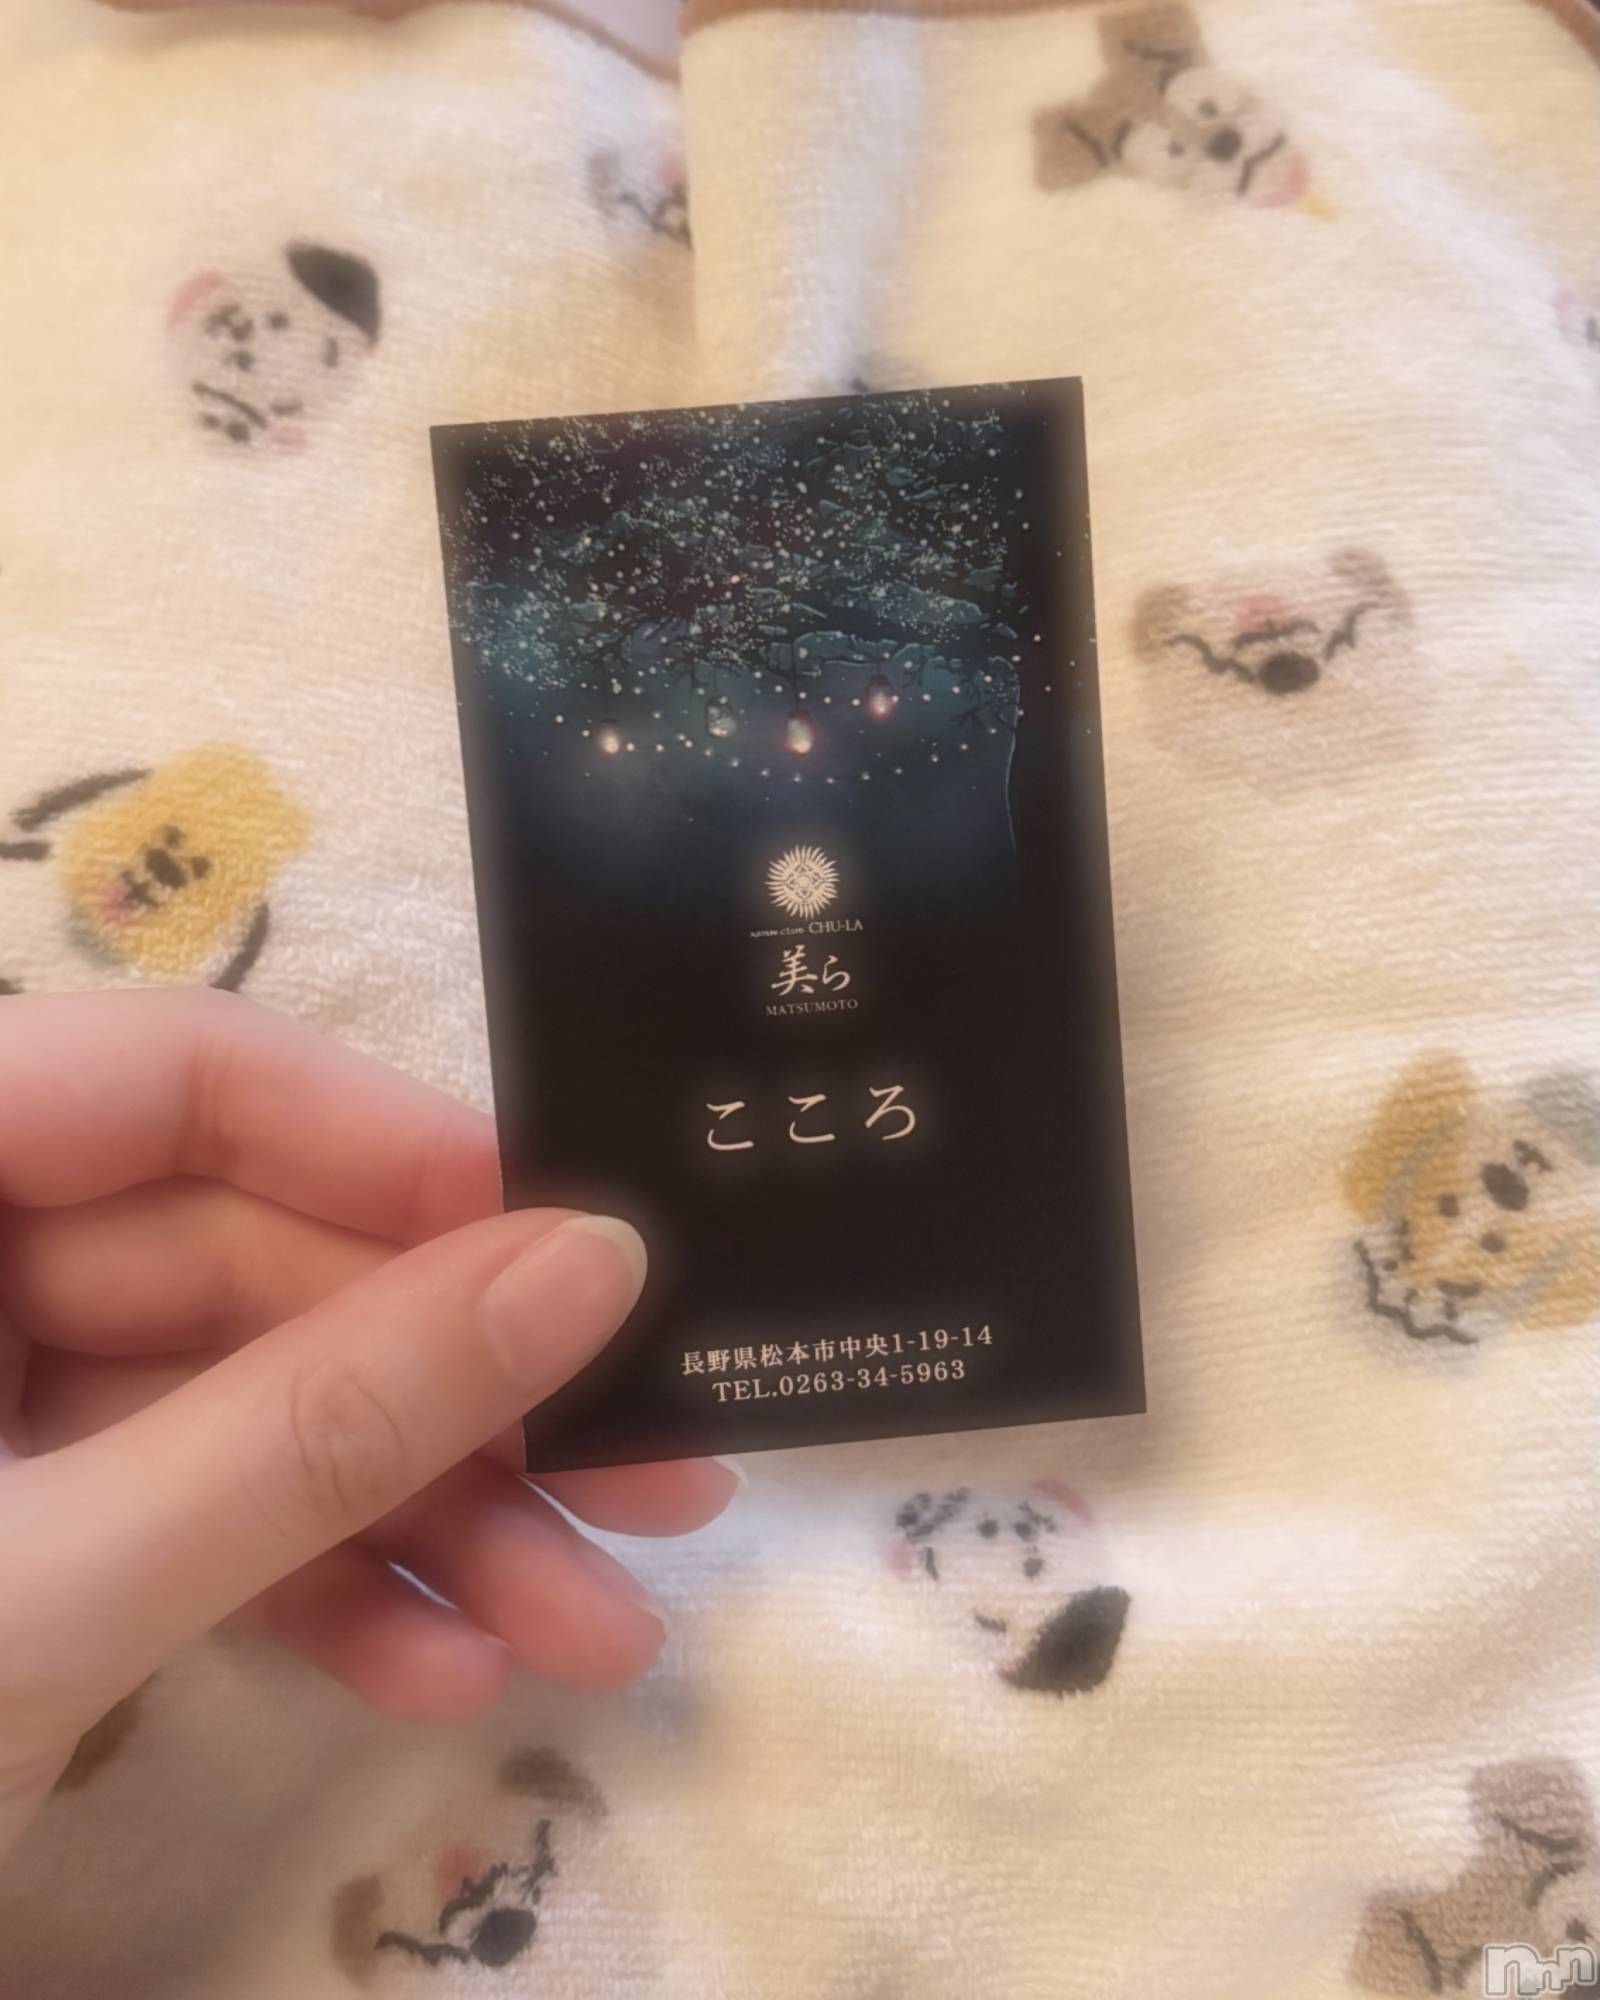 ASIAN CLUB CHU-LA
美ら
MATSUMOTO
こころ
長野県松本市中央1-19-14
TEL.0263-34-5963